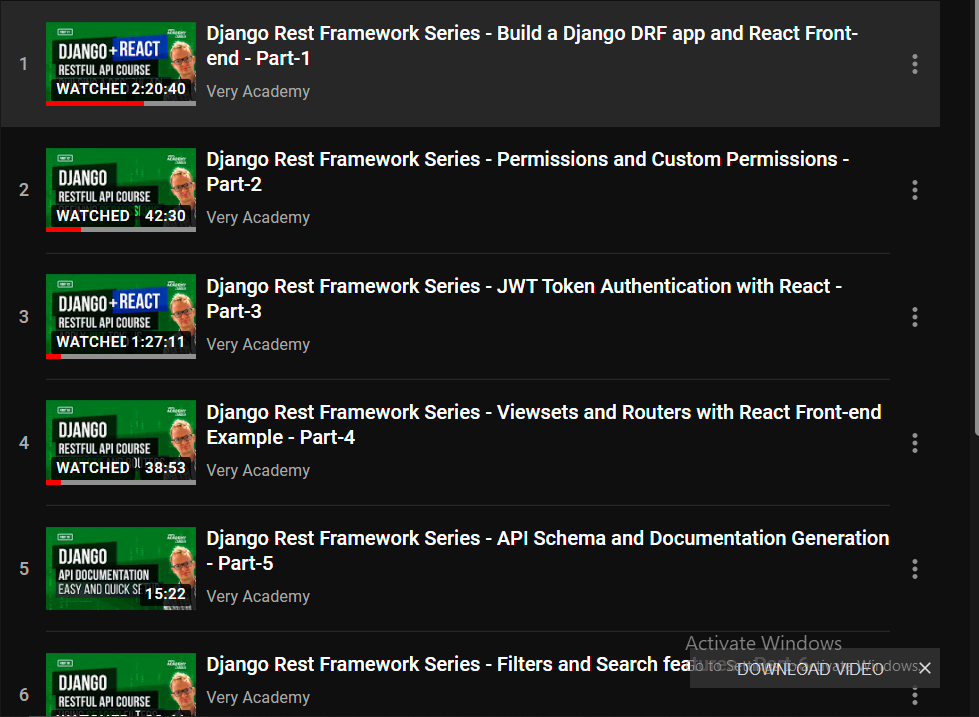 1
DJANGO + REACT
RESTFUL API COURSE
WATCHED 2:20:40
Django Rest Framework Series - Build a Django DRF app and React Front-
end - Part-1
Very Academy
2
DJANGO
RESTFUL API COURSE
WATCHED 42:30
Django Rest Framework Series - Permissions and Custom Permissions -
Part-2
Very Academy
3
DJANGO + REACT
RESTFUL API COURSE
WATCHED 1:27:11
Django Rest Framework Series - JWT Token Authentication with React -
Part-3
Very Academy
4
DJANGO
RESTFUL API COURSE
WATCHED 38:53
Django Rest Framework Series - Viewsets and Routers with React Front-end
Example - Part-4
Very Academy
5
DJANGO
API DOCUMENTATION
EASY AND QUICK
15:22
Django Rest Framework Series - API Schema and Documentation Generation
- Part-5
Very Academy
6
DJANGO
RESTFUL API COURSE
Django Rest Framework Series - Filters and Search
Very Academy
Activate Windows
Go to Settings to activate Windows.
DOWNLOAD VIDEO